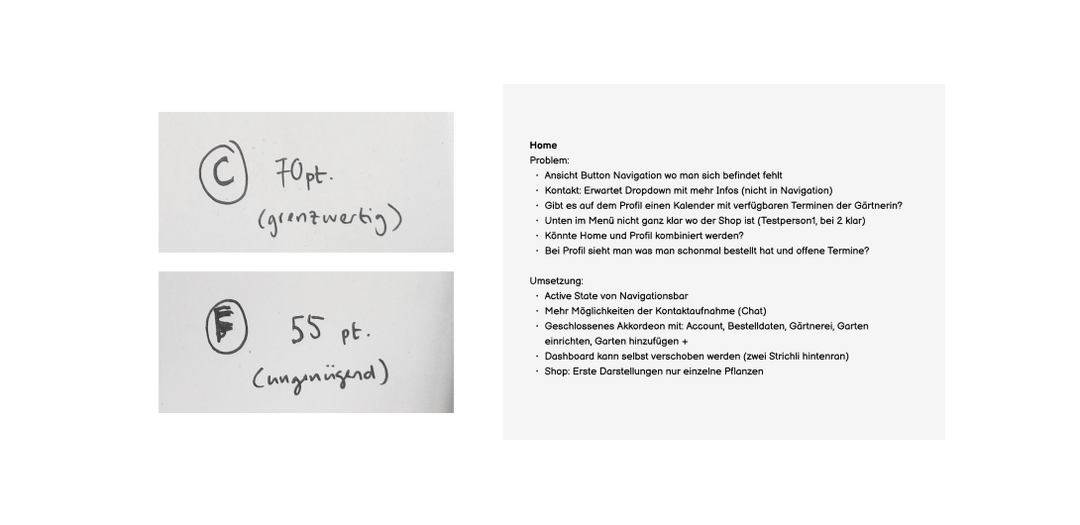 C 70 pt.
(grenzwertig)
55 pt.
(ungenügend)
Home
Problem:
· Ansicht Button Navigation wo man sich befindet fehlt
· Kontakt: Erwartet Dropdown mit mehr Infos (nicht in Navigation)
· Gibt es auf dem Profil einen Kalender mit verfügbaren Terminen der Gärtnerin?
· Unten im Menü nicht ganz klar wo der Shop ist (Testperson1, bei 2 klar)
· Könnte Home und Profil kombiniert werden?
· Bei Profil sieht man was man schonmal bestellt hat und offene Termine?
Umsetzung:
· Active State von Navigationsbar
· Mehr Möglichkeiten der Kontaktaufnahme (Chat)
· Geschlossenes Akkordeon mit: Account, Bestelldaten, Gärtnerei, Garten
einrichten, Garten hinzufügen +
· Dashboard kann selbst verschoben werden (zwei Strichli hintenran)
· Shop: Erste Darstellungen nur einzelne Pflanzen